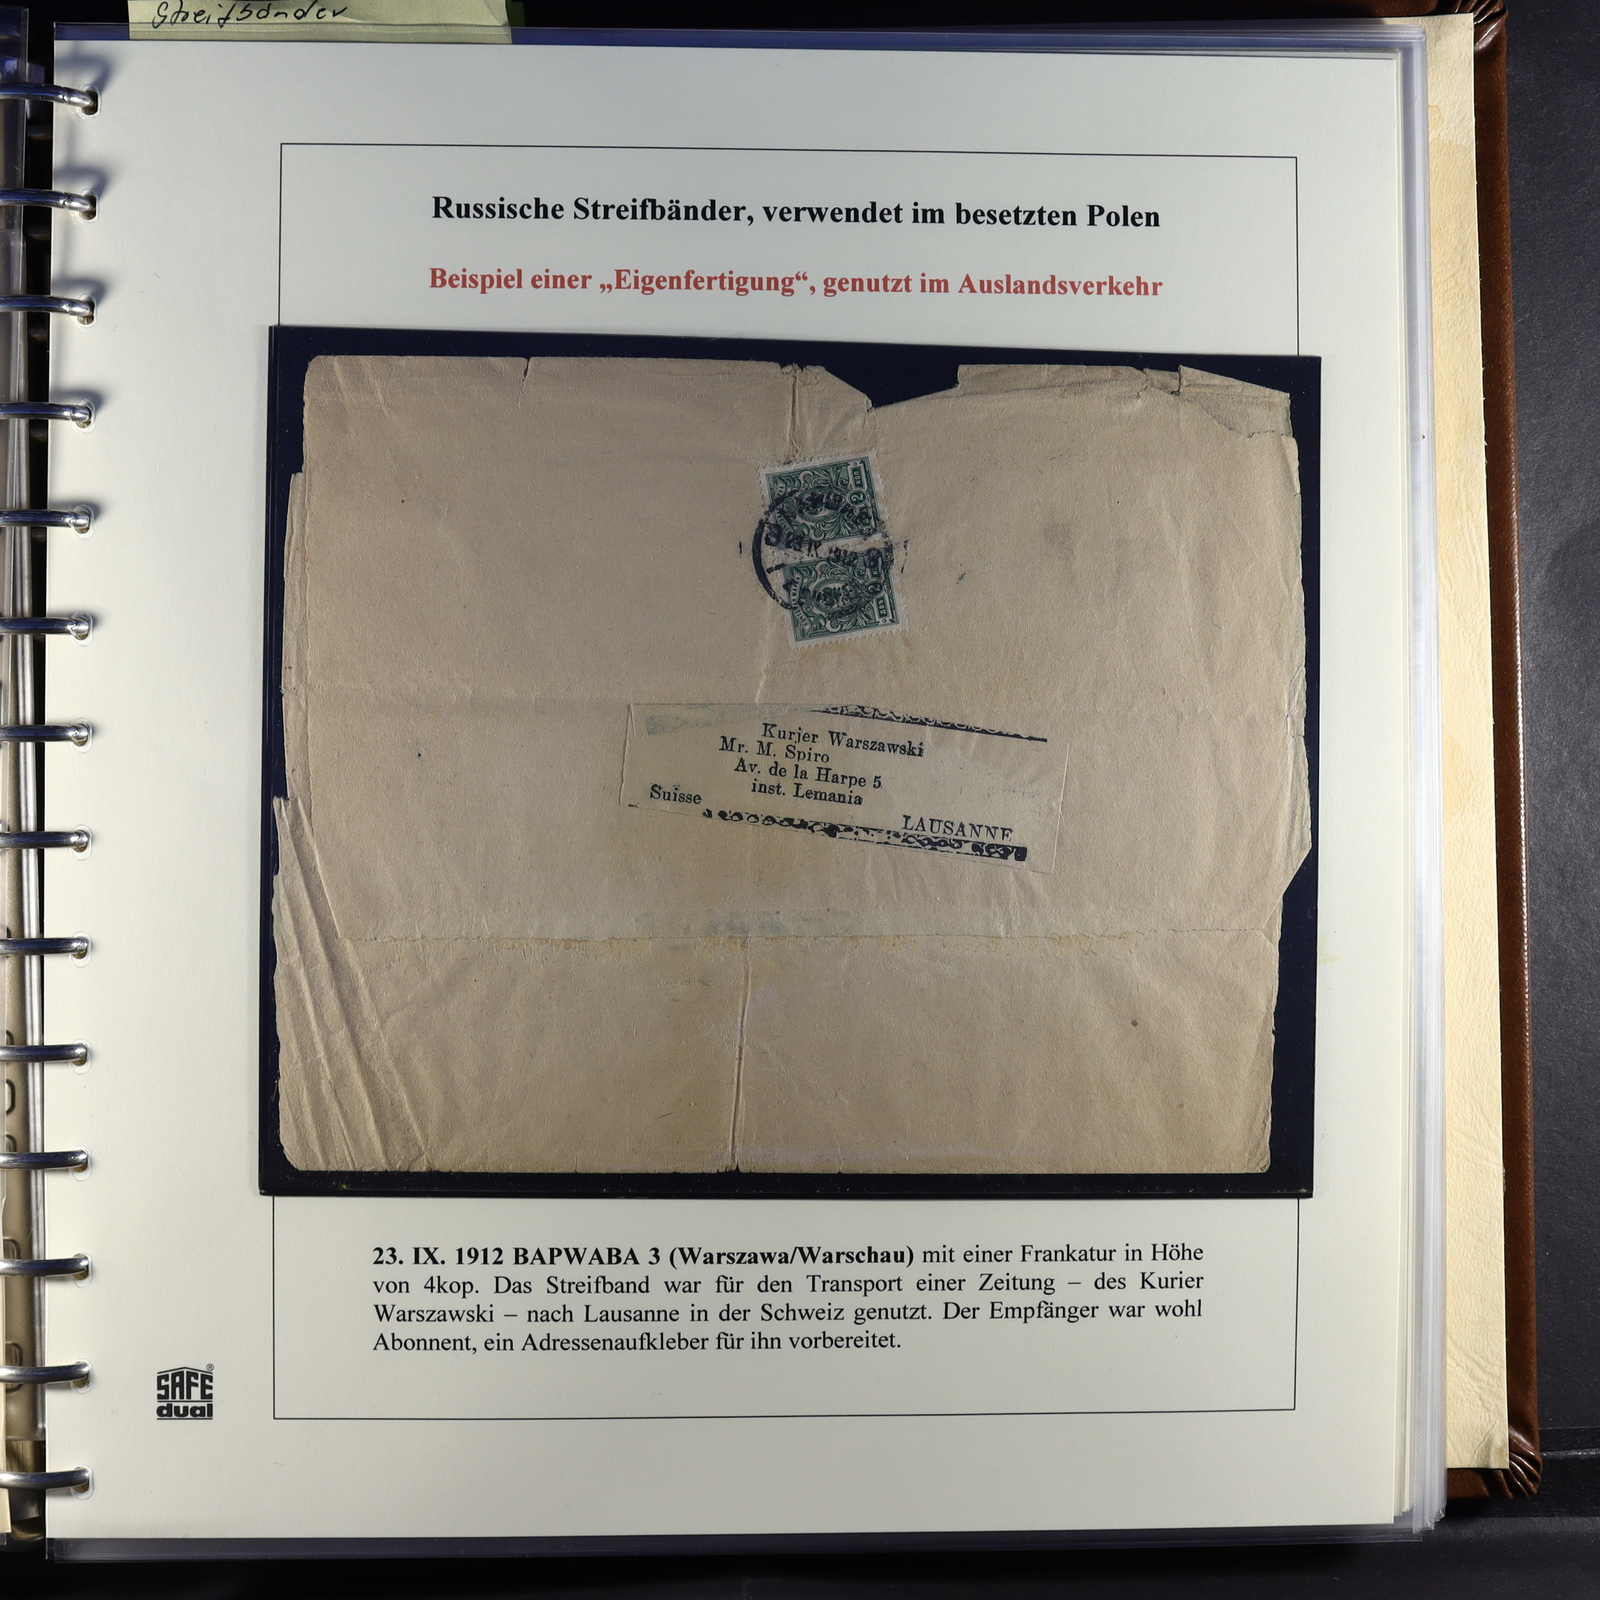 Streifbänder
Russische Streifbänder, verwendet im besetzten Polen
Beispiel einer „Eigenfertigung“, genutzt im Auslandsverkehr
23 IX 1912
Kurjer Warszawski
Mr. M. Spiro
Av. de la Harpe 5
inst. Lemania
Suisse
LAUSANNE
23. IX. 1912 BAPWABA 3 (Warszawa/Warschau) mit einer Frankatur in Höhe
von 4kop. Das Streifband war für den Transport einer Zeitung – des Kurier
Warszawski – nach Lausanne in der Schweiz genutzt. Der Empfänger war wohl
Abonnent, ein Adressenaufkleber für ihn vorbereitet.
SAFE®
dual